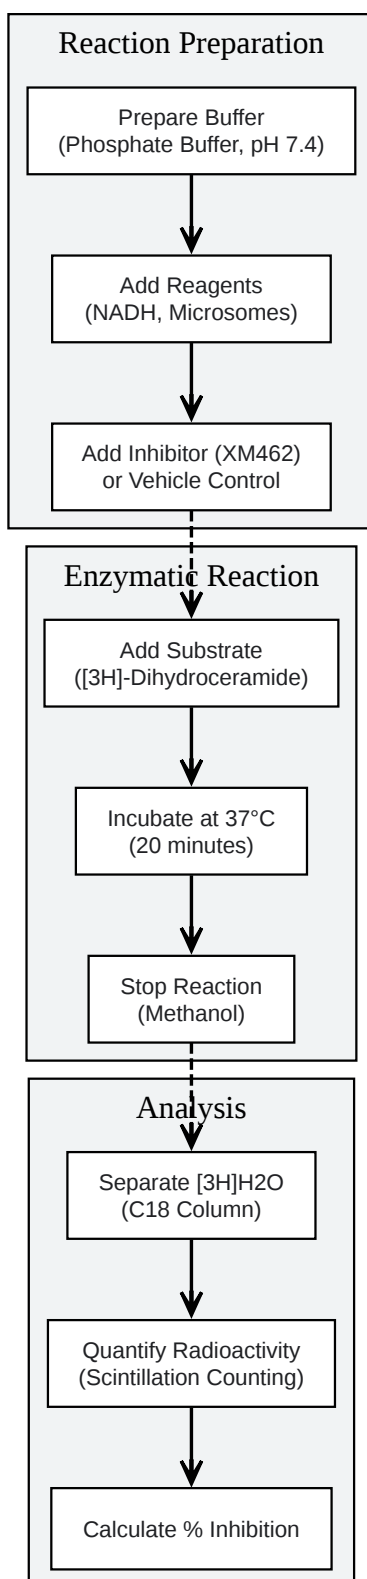 Reaction Preparation
Prepare Buffer
(Phosphate Buffer, pH 7.4)
Add Reagents
(NADH, Microsomes)
Add Inhibitor (XM462)
or Vehicle Control
Enzymatic Reaction
Add Substrate
([3H]-Dihydroceramide)
Incubate at 37°C
(20 minutes)
Stop Reaction
(Methanol)
Analysis
Separate [3H]H2O
(C18 Column)
Quantify Radioactivity
(Scintillation Counting)
Calculate % Inhibition